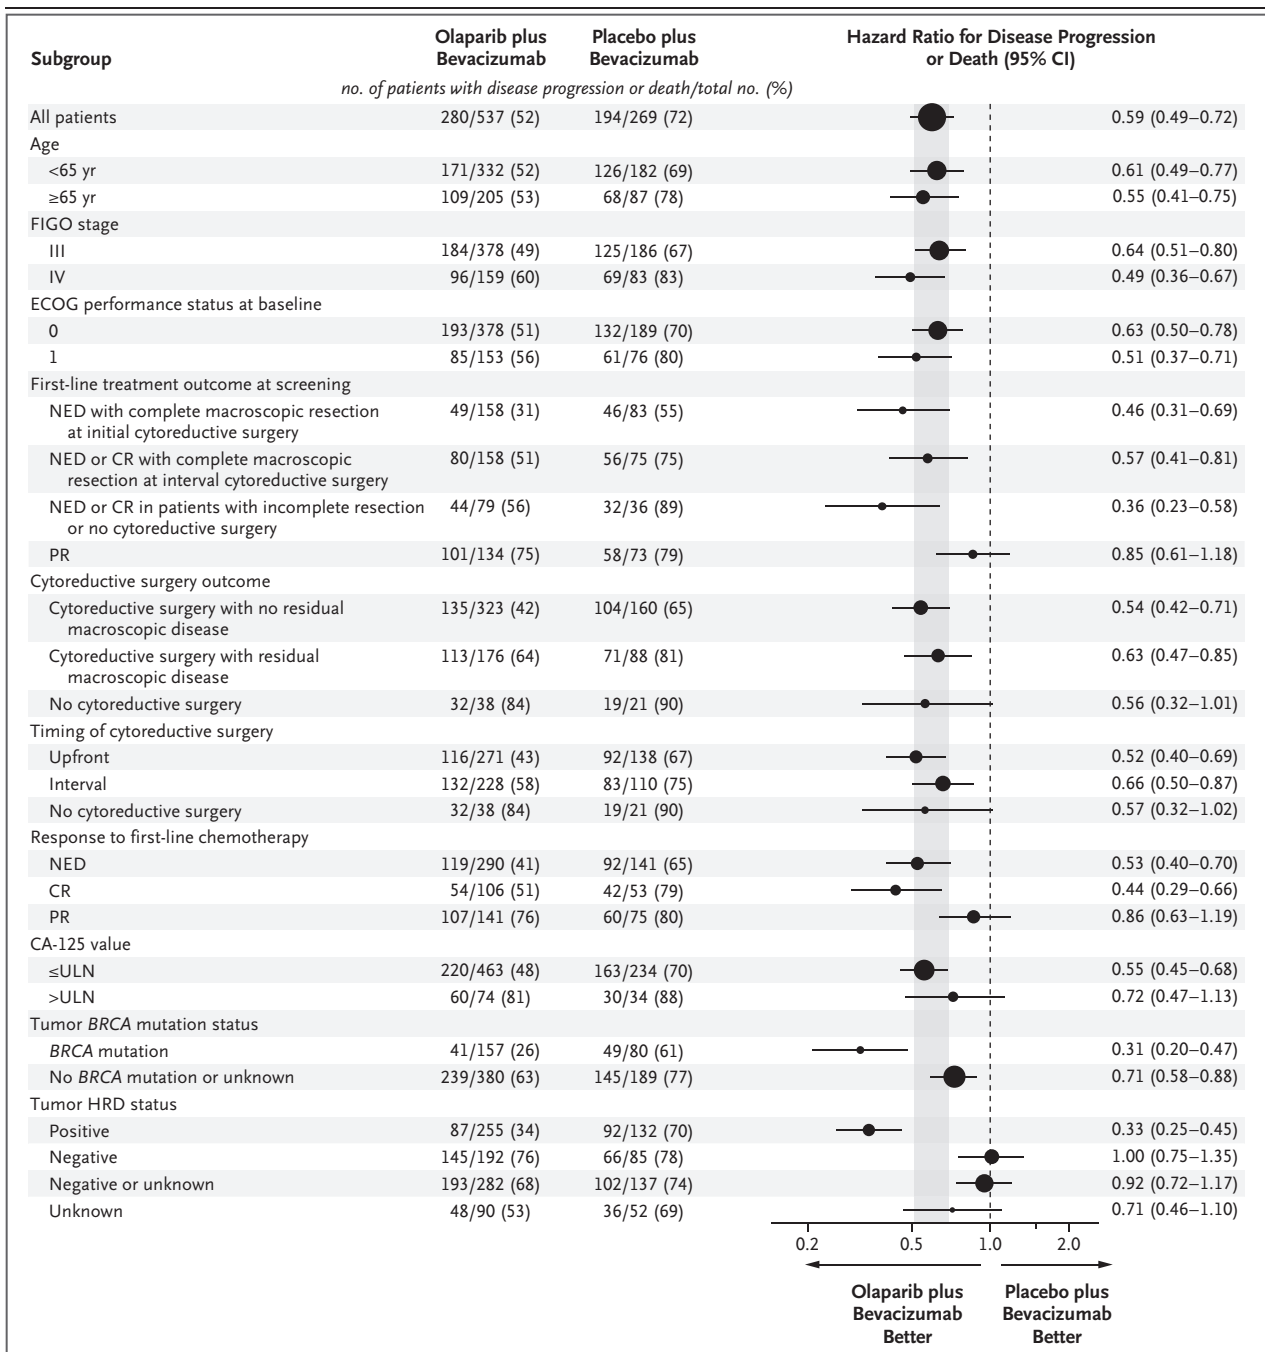 Subgroup Olaparib plus Bevacizumab Placebo plus Bevacizumab Hazard Ratio for Disease Progression or Death (95% CI)
no. of patients with disease progression or death/total no. (%)
All patients 280/537 (52) 194/269 (72) 0.59 (0.49–0.72)
Age
<65 yr 171/332 (52) 126/182 (69) 0.61 (0.49–0.77)
≥65 yr 109/205 (53) 68/87 (78) 0.55 (0.41–0.75)
FIGO stage
III 184/378 (49) 125/186 (67) 0.64 (0.51–0.80)
IV 96/159 (60) 69/83 (83) 0.49 (0.36–0.67)
ECOG performance status at baseline
0 193/378 (51) 132/189 (70) 0.63 (0.50–0.78)
1 85/153 (56) 61/76 (80) 0.51 (0.37–0.71)
First-line treatment outcome at screening
NED with complete macroscopic resection 49/158 (31) 46/83 (55) 0.46 (0.31–0.69)
at initial cytoreductive surgery
NED or CR with complete macroscopic 80/158 (51) 56/75 (75) 0.57 (0.41–0.81)
resection at interval cytoreductive surgery
NED or CR in patients with incomplete resection 44/79 (56) 32/36 (89) 0.36 (0.23–0.58)
or no cytoreductive surgery
PR 101/134 (75) 58/73 (79) 0.85 (0.61–1.18)
Cytoreductive surgery outcome
Cytoreductive surgery with no residual 135/323 (42) 104/160 (65) 0.54 (0.42–0.71)
macroscopic disease
Cytoreductive surgery with residual 113/176 (64) 71/88 (81) 0.63 (0.47–0.85)
macroscopic disease
No cytoreductive surgery 32/38 (84) 19/21 (90) 0.56 (0.32–1.01)
Timing of cytoreductive surgery
Upfront 116/271 (43) 92/138 (67) 0.52 (0.40–0.69)
Interval 132/228 (58) 83/110 (75) 0.66 (0.50–0.87)
No cytoreductive surgery 32/38 (84) 19/21 (90) 0.57 (0.32–1.02)
Response to first-line chemotherapy
NED 119/290 (41) 92/141 (65) 0.53 (0.40–0.70)
CR 54/106 (51) 42/53 (79) 0.44 (0.29–0.66)
PR 107/141 (76) 60/75 (80) 0.86 (0.63–1.19)
CA-125 value
≤ULN 220/463 (48) 163/234 (70) 0.55 (0.45–0.68)
>ULN 60/74 (81) 30/34 (88) 0.72 (0.47–1.13)
Tumor BRCA mutation status
BRCA mutation 41/157 (26) 49/80 (61) 0.31 (0.20–0.47)
No BRCA mutation or unknown 239/380 (63) 145/189 (77) 0.71 (0.58–0.88)
Tumor HRD status
Positive 87/255 (34) 92/132 (70) 0.33 (0.25–0.45)
Negative 145/192 (76) 66/85 (78) 1.00 (0.75–1.35)
Negative or unknown 193/282 (68) 102/137 (74) 0.92 (0.72–1.17)
Unknown 48/90 (53) 36/52 (69) 0.71 (0.46–1.10)
0.2 0.5 1.0 2.0
Olaparib plus Bevacizumab Better Placebo plus Bevacizumab Better